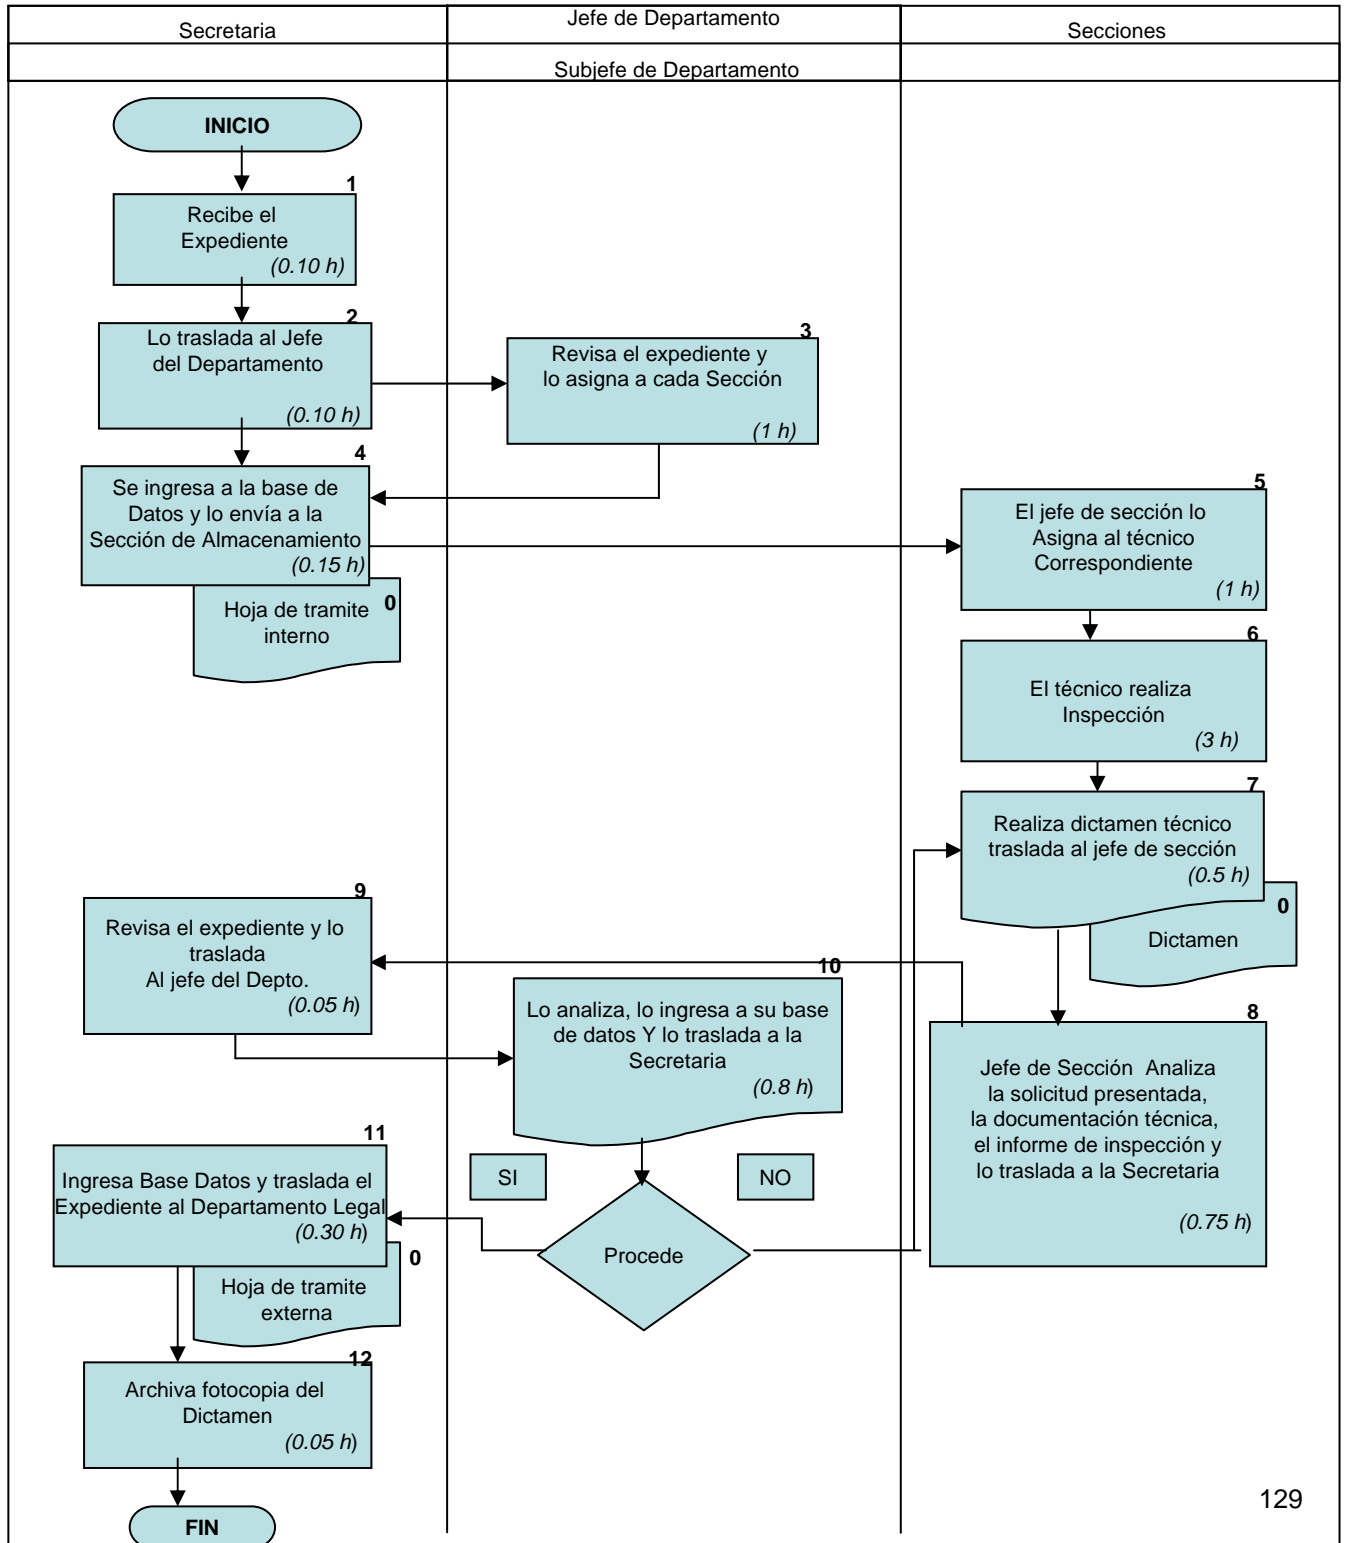 Secretaria
Jefe de Departamento
Secciones
Subjefe de Departamento
INICIO
1
Recibe el
Expediente
(0.10 h)
2
Lo traslada al Jefe
del Departamento
(0.10 h)
3
Revisa el expediente y
lo asigna a cada Sección
(1 h)
4
Se ingresa a la base de
Datos y lo envía a la
Sección de Almacenamiento
(0.15 h)
0
Hoja de tramite
interno
5
El jefe de sección lo
Asigna al técnico
Correspondiente
(1 h)
6
El técnico realiza
Inspección
(3 h)
7
Realiza dictamen técnico
traslada al jefe de sección
(0.5 h)
0
Dictamen
8
Jefe de Sección Analiza
la solicitud presentada,
la documentación técnica,
el informe de inspección y
lo traslada a la Secretaria
(0.75 h)
9
Revisa el expediente y lo
traslada
Al jefe del Depto.
(0.05 h)
10
Lo analiza, lo ingresa a su base
de datos Y lo traslada a la
Secretaria
(0.8 h)
SI
NO
Procede
11
Ingresa Base Datos y traslada el
Expediente al Departamento Legal
(0.30 h)
0
Hoja de tramite
externa
12
Archiva fotocopia del
Dictamen
(0.05 h)
FIN
129